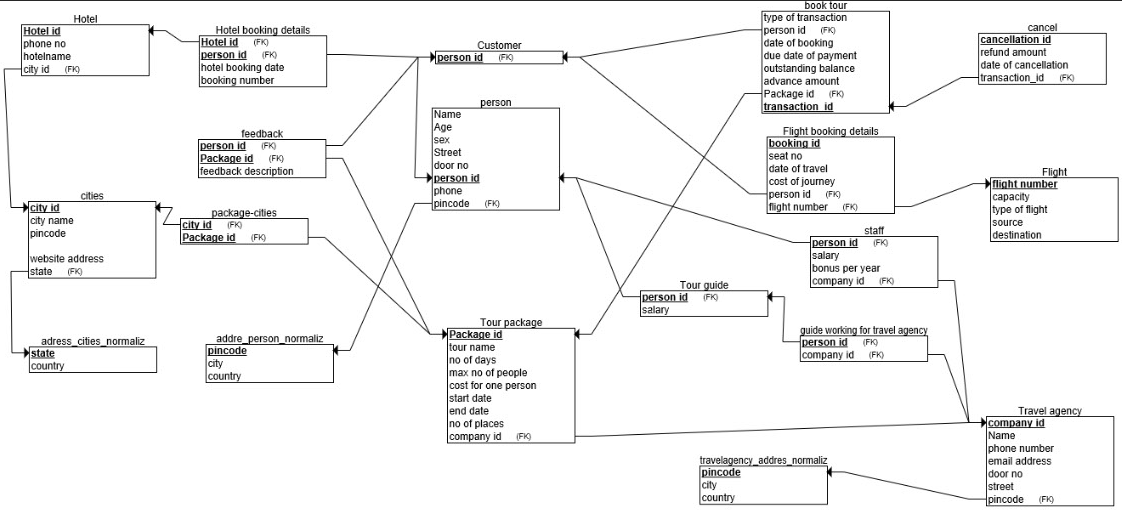 Hotel
Hotel id
phone no
hotelname
city id (FK)
Hotel booking details
Hotel id (FK)
person id (FK)
hotel booking date
booking number
Customer
person id (FK)
book tour
type of transaction
person id (FK)
date of booking
due date of payment
outstanding balance
advance amount
Package id (FK)
transaction_id
cancel
cancellation id
refund amount
date of cancellation
transaction_id (FK)
feedback
person id (FK)
Package id (FK)
feedback description
person
Name
Age
sex
Street
door no
person id
phone
pincode (FK)
Flight booking details
booking id
seat no
date of travel
cost of journey
person id (FK)
flight number (FK)
Flight
flight number
capacity
type of flight
source
destination
cities
city id
city name
pincode
website address
state (FK)
package-cities
city id (FK)
Package id (FK)
staff
person id (FK)
salary
bonus per year
company id (FK)
Tour guide
person id (FK)
salary
adress_cities_normaliz
state
country
addre_person_normaliz
pincode
city
country
Tour package
Package id
tour name
no of days
max no of people
cost for one person
start date
end date
no of places
company id (FK)
guide working for travel agency
person id (FK)
company id (FK)
Travel agency
company id
Name
phone number
email address
door no
street
pincode (FK)
travelagency_addres_normaliz
pincode
city
country